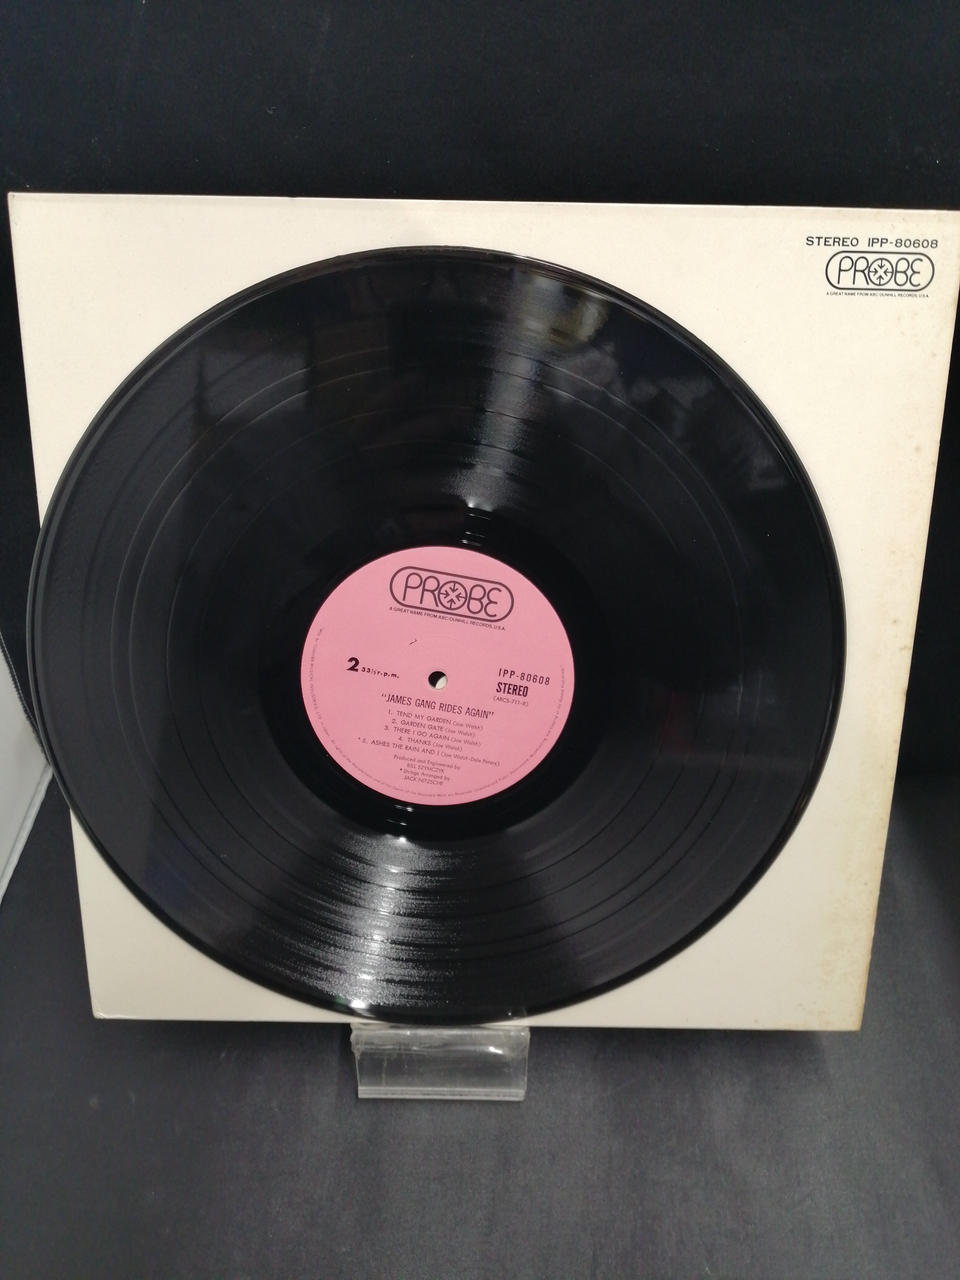 STEREO IPP-80608
PROBE
A GREAT NAME FROM ABC/DUNHILL RECORDS, U.S.A.
PROBE
A GREAT NAME FROM ABC/DUNHILL RECORDS, U.S.A.
2 33⅓r.p.m.
IPP-80608
STEREO
(ABCS-711-B)
"JAMES GANG RIDES AGAIN"
1. TEND MY GARDEN (Joe Walsh)
2. GARDEN GATE (Joe Walsh)
3. THERE I GO AGAIN (Joe Walsh)
4. THANKS (Joe Walsh)
* 5. ASHES THE RAIN AND I (Joe Walsh-Dale Peters)
Produced and Engineered by
BILL SZYMCZYK
* Strings Arranged by
JACK NITZSCHE